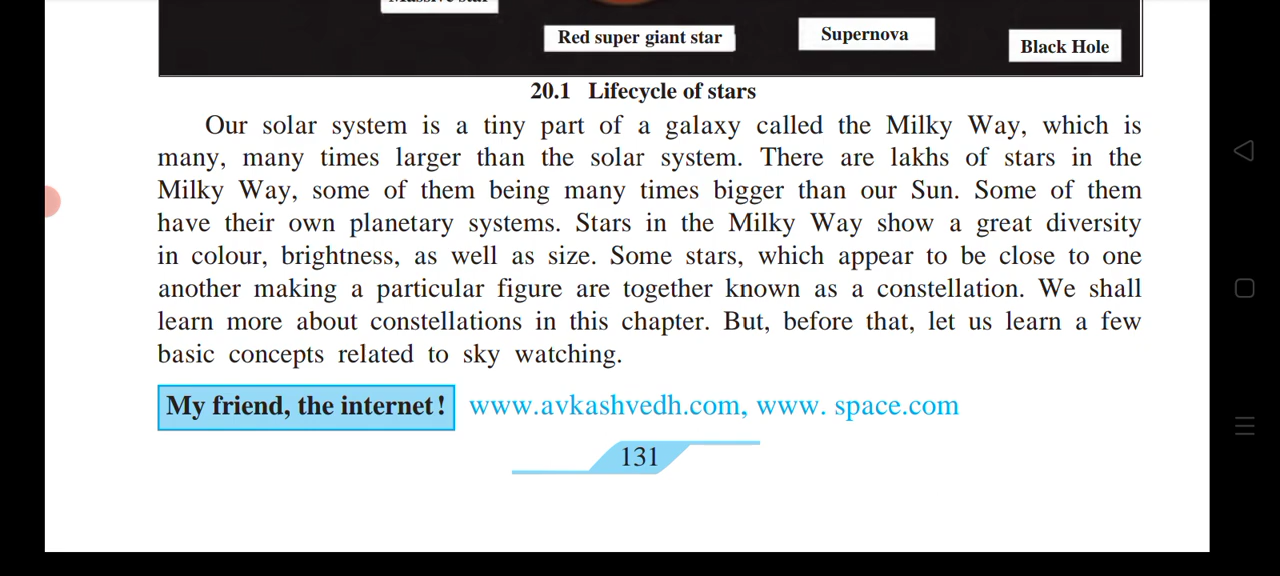 Massive star
Red super giant star
Supernova
Black Hole
20.1 Lifecycle of stars
Our solar system is a tiny part of a galaxy called the Milky Way, which is
many, many times larger than the solar system. There are lakhs of stars in the
Milky Way, some of them being many times bigger than our Sun. Some of them
have their own planetary systems. Stars in the Milky Way show a great diversity
in colour, brightness, as well as size. Some stars, which appear to be close to one
another making a particular figure are together known as a constellation. We shall
learn more about constellations in this chapter. But, before that, let us learn a few
basic concepts related to sky watching.
My friend, the internet! www.avkashvedh.com, www. space.com
131